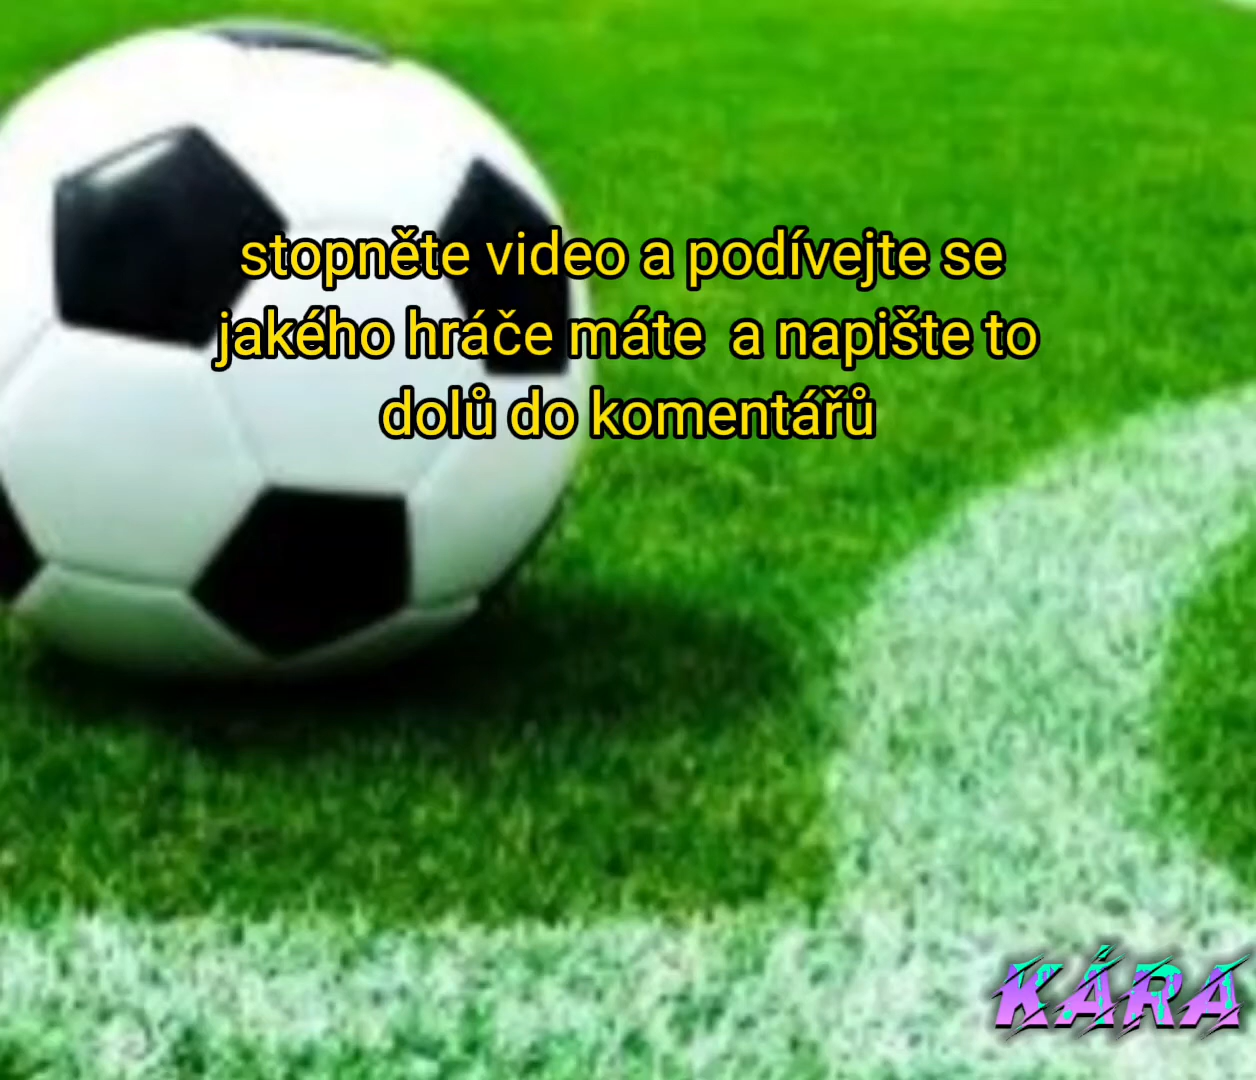 stopněte video a podívejte se
jakého hráče máte  a napište to
dolů do komentářů
KÁRA